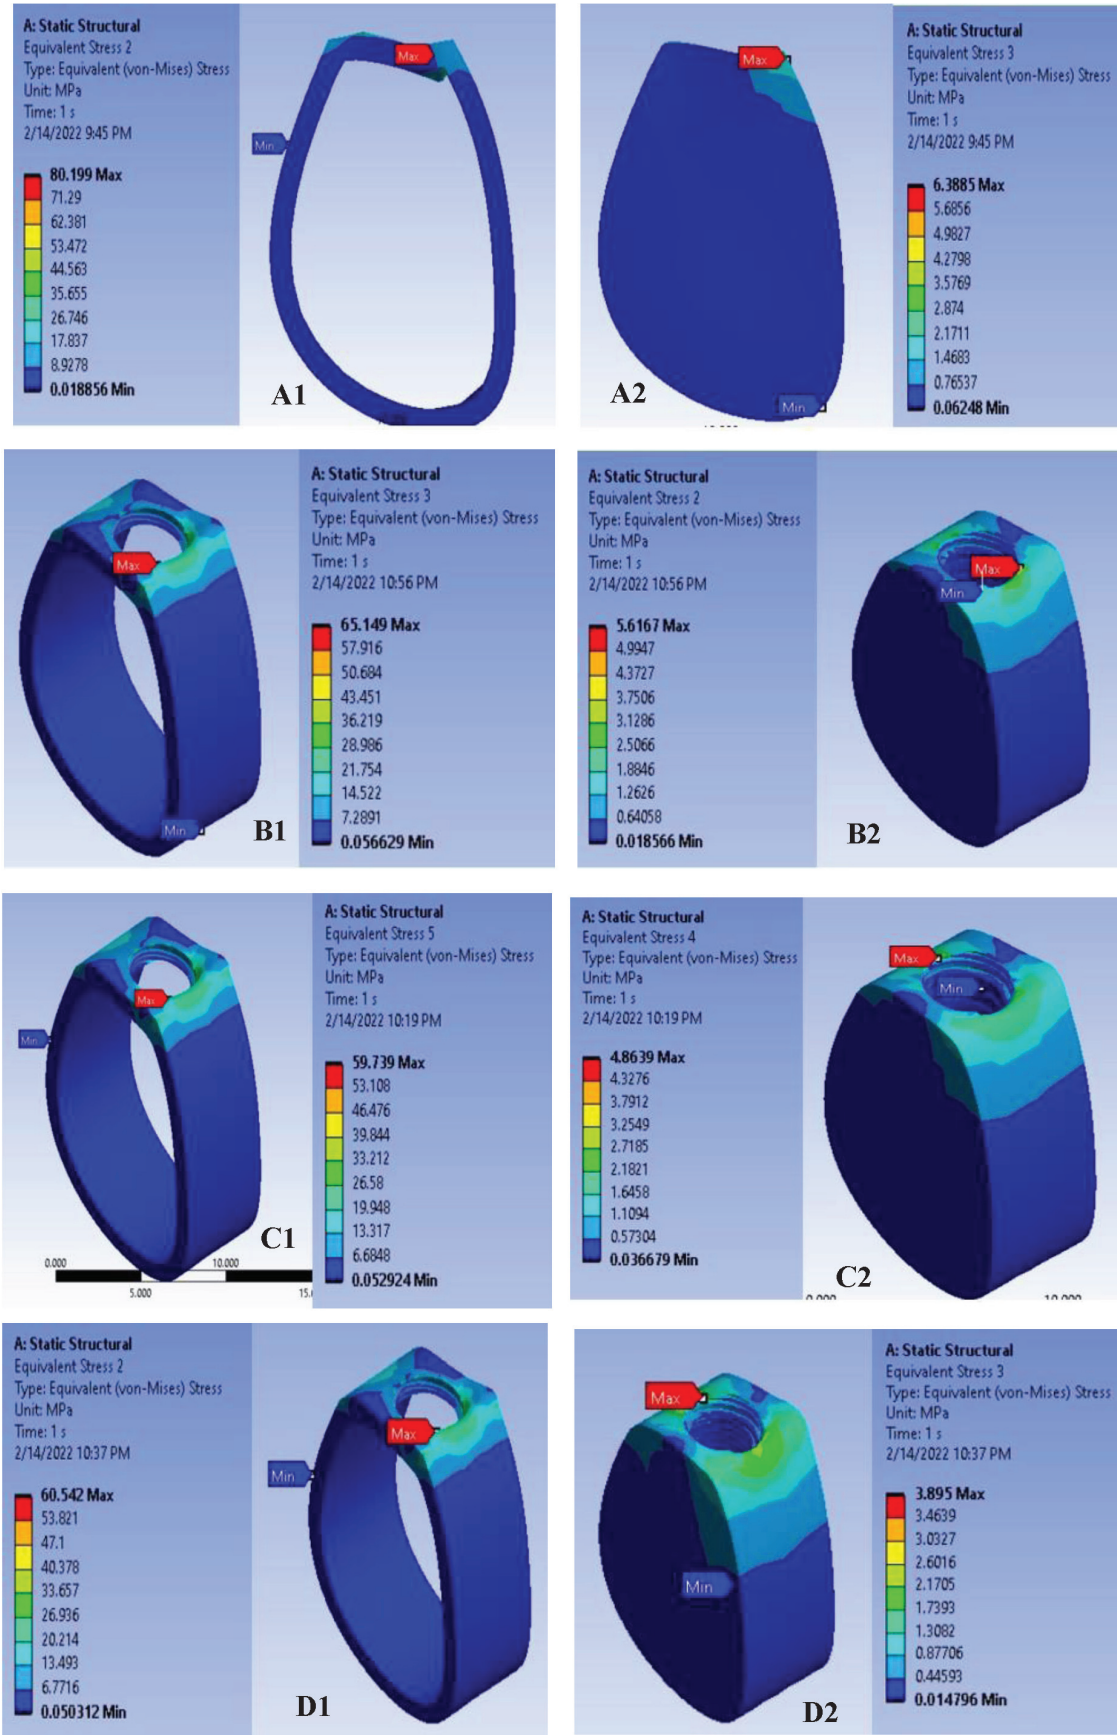 A: Static Structural
Equivalent Stress 2
Type: Equivalent (von-Mises) Stress
Unit: MPa
Time: 1 s
2/14/2022 9:45 PM
80.199 Max
71.29
62.381
53.472
44.563
35.655
26.746
17.837
8.9278
0.018856 Min
Max
Min
A1
A: Static Structural
Equivalent Stress 3
Type: Equivalent (von-Mises) Stress
Unit: MPa
Time: 1 s
2/14/2022 9:45 PM
6.3885 Max
5.6856
4.9827
4.2798
3.5769
2.874
2.1711
1.4683
0.76537
0.06248 Min
Max
Min
A2
A: Static Structural
Equivalent Stress 3
Type: Equivalent (von-Mises) Stress
Unit: MPa
Time: 1 s
2/14/2022 10:56 PM
65.149 Max
57.916
50.684
43.451
36.219
28.986
21.754
14.522
7.2891
0.056629 Min
Max
Min
B1
A: Static Structural
Equivalent Stress 2
Type: Equivalent (von-Mises) Stress
Unit: MPa
Time: 1 s
2/14/2022 10:56 PM
5.6167 Max
4.9947
4.3727
3.7506
3.1286
2.5066
1.8846
1.2626
0.64058
0.018566 Min
Max
Min
B2
A: Static Structural
Equivalent Stress 5
Type: Equivalent (von-Mises) Stress
Unit: MPa
Time: 1 s
2/14/2022 10:19 PM
59.739 Max
53.108
46.476
39.844
33.212
26.58
19.948
13.317
6.6848
0.052924 Min
Max
Min
C1
0.000
10.000
5.000
15.
A: Static Structural
Equivalent Stress 4
Type: Equivalent (von-Mises) Stress
Unit: MPa
Time: 1 s
2/14/2022 10:19 PM
4.8639 Max
4.3276
3.7912
3.2549
2.7185
2.1821
1.6458
1.1094
0.57304
0.036679 Min
Max
Min
C2
0.000
10.000
A: Static Structural
Equivalent Stress 2
Type: Equivalent (von-Mises) Stress
Unit: MPa
Time: 1 s
2/14/2022 10:37 PM
60.542 Max
53.821
47.1
40.378
33.657
26.936
20.214
13.493
6.7716
0.050312 Min
Max
Min
D1
A: Static Structural
Equivalent Stress 3
Type: Equivalent (von-Mises) Stress
Unit: MPa
Time: 1 s
2/14/2022 10:37 PM
3.895 Max
3.4639
3.0327
2.6016
2.1705
1.7393
1.3082
0.87706
0.44593
0.014796 Min
Max
Min
D2